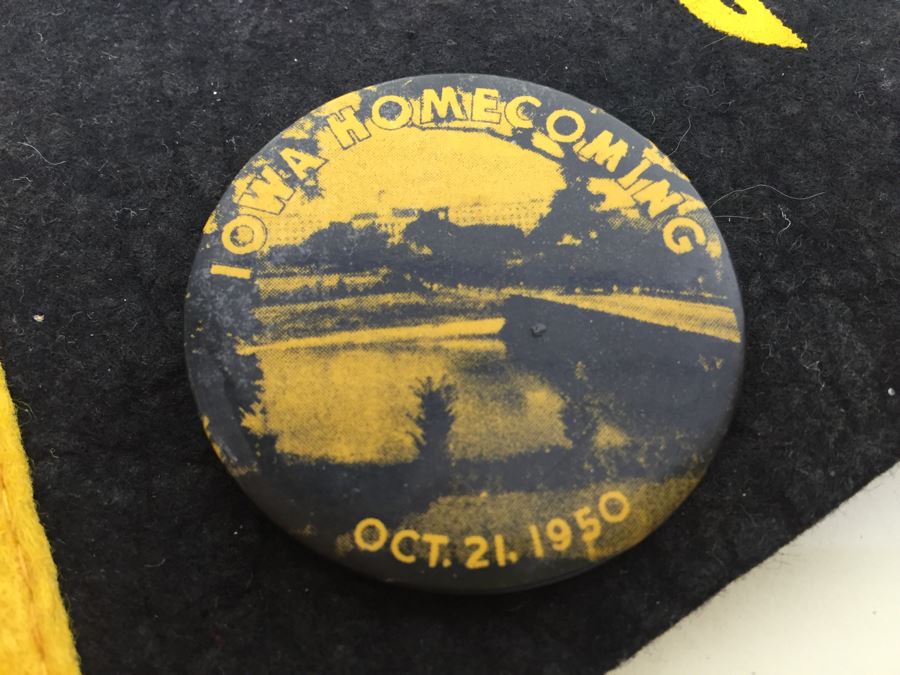 IOWA HOMECOMING
OCT. 21. 1950